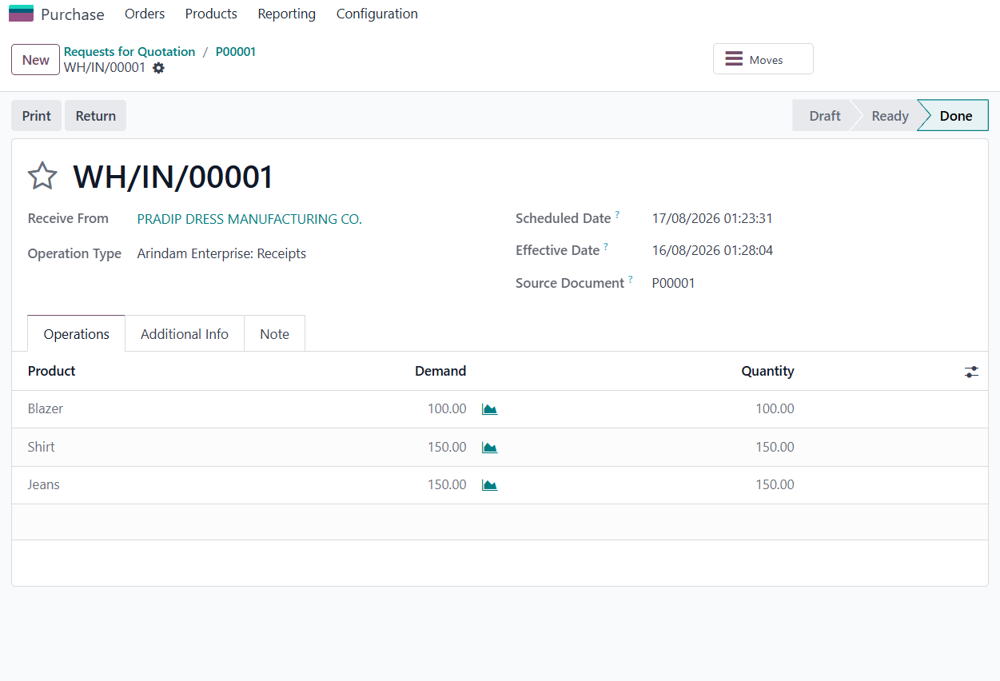 Purchase Orders Products Reporting Configuration
New Requests for Quotation / P00001
WH/IN/00001
Moves
Print Return Draft Ready Done
WH/IN/00001
Receive From PRADIP DRESS MANUFACTURING CO.
Operation Type Arindam Enterprise: Receipts
Scheduled Date ? 17/08/2026 01:23:31
Effective Date ? 16/08/2026 01:28:04
Source Document ? P00001
Operations Additional Info Note
Product Demand Quantity
Blazer 100.00 100.00
Shirt 150.00 150.00
Jeans 150.00 150.00